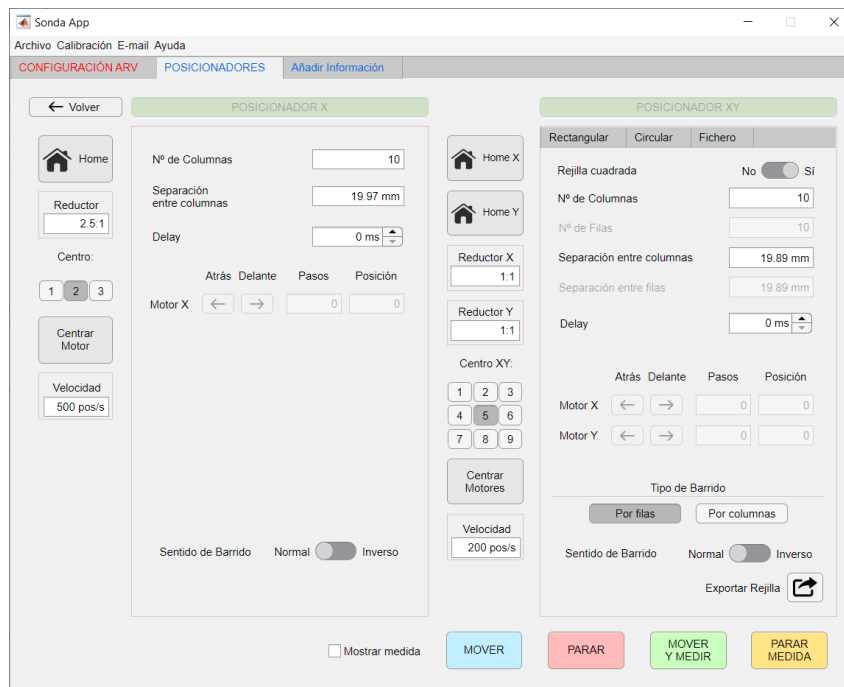 Sonda App
Archivo Calibración E-mail Ayuda
CONFIGURACIÓN ARV POSICIONADORES Añadir Información
Volver
POSICIONADOR X
Home
Reductor
2.5:1
Centro:
1 2 3
Centrar
Motor
Velocidad
500 pos/s
Nº de Columnas 10
Separación
entre columnas 19.97 mm
Delay 0 ms
Atrás Delante Pasos Posición
Motor X 0 0
Sentido de Barrido Normal Inverso
POSICIONADOR XY
Home X
Home Y
Reductor X
1:1
Reductor Y
1:1
Centro XY:
1 2 3
4 5 6
7 8 9
Centrar
Motores
Velocidad
200 pos/s
Rectangular Circular Fichero
Rejilla cuadrada No Sí
Nº de Columnas 10
Nº de Filas 10
Separación entre columnas 19.89 mm
Separación entre filas 19.89 mm
Delay 0 ms
Atrás Delante Pasos Posición
Motor X 0 0
Motor Y 0 0
Tipo de Barrido
Por filas Por columnas
Sentido de Barrido Normal Inverso
Exportar Rejilla
Mostrar medida
MOVER
PARAR
MOVER
Y MEDIR
PARAR
MEDIDA